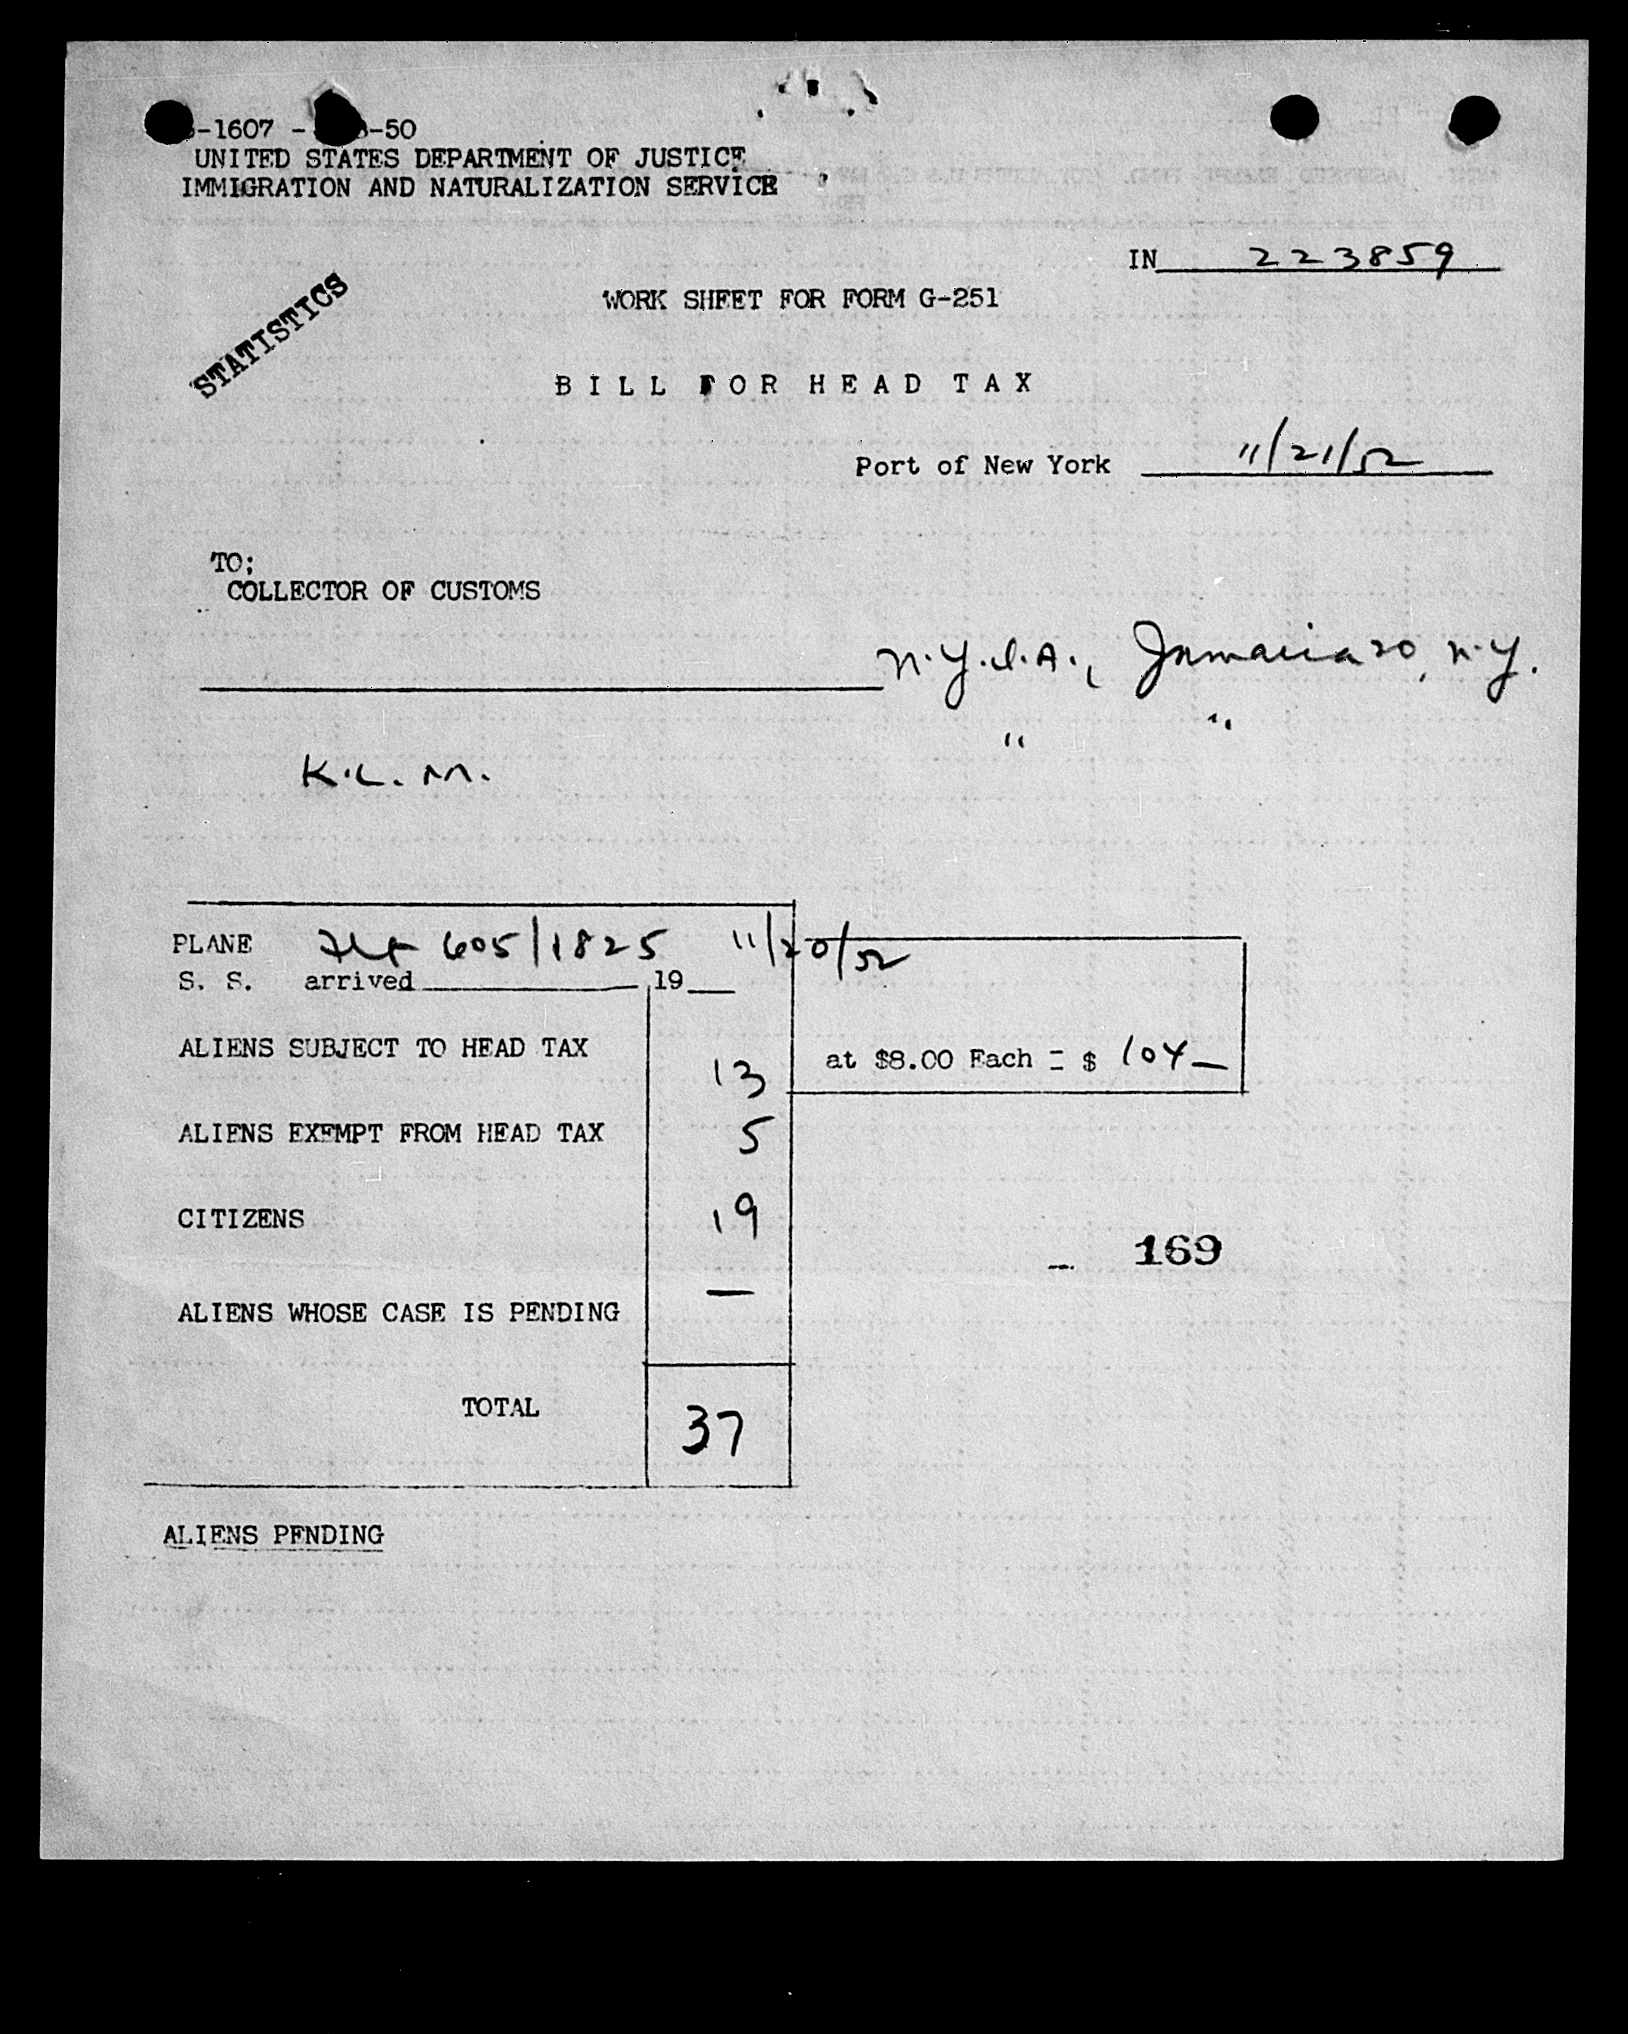 -1607 - -50
UNITED STATES DEPARTMENT OF JUSTICE
IMMIGRATION AND NATURALIZATION SERVICE
IN 223859
WORK SHEET FOR FORM G-251
STATISTICS
BILL FOR HEAD TAX
Port of New York 11/21/52
TO;
COLLECTOR OF CUSTOMS
N.Y.I.A., Jamaica 20, N.Y.
" "
K.L.M.
PLANE Flt 605/1825 11/20/52
S. S. arrived 19
ALIENS SUBJECT TO HEAD TAX 13 at $8.00 Each = $ 104—
ALIENS EXEMPT FROM HEAD TAX 5
CITIZENS 19
— 169
ALIENS WHOSE CASE IS PENDING —
TOTAL 37
ALIENS PENDING